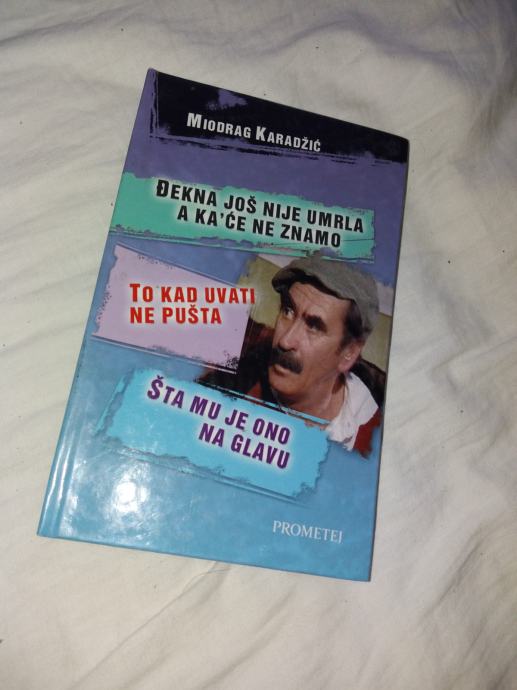 MIODRAG KARADŽIĆ
ĐEKNA JOŠ NIJE UMRLA
A KA'ĆE NE ZNAMO
TO KAD UVATI
NE PUŠTA
ŠTA MU JE ONO
NA GLAVU
PROMETEJ